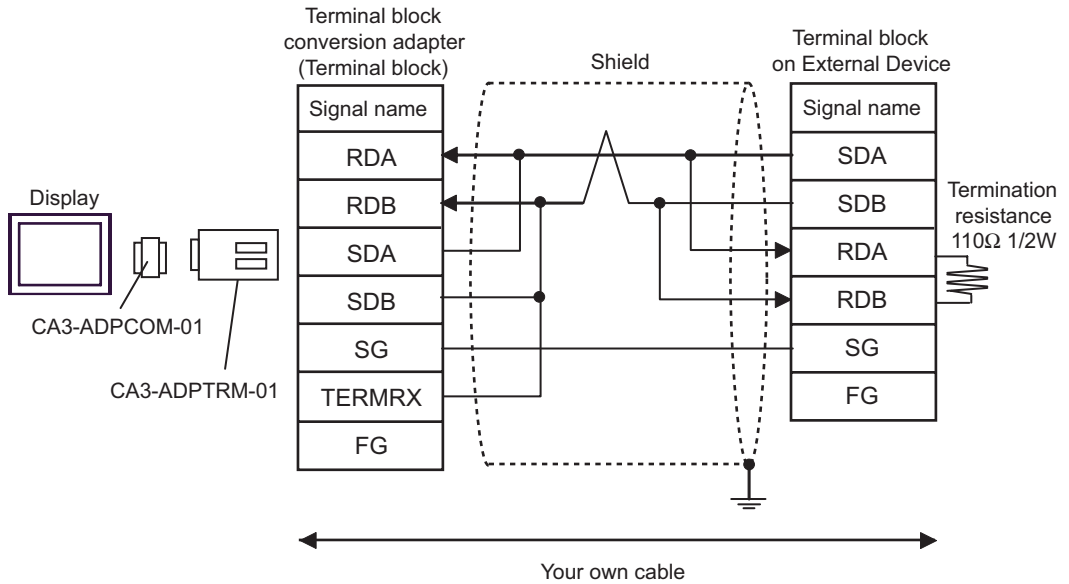 Terminal block
conversion adapter
(Terminal block)
Shield
Terminal block
on External Device
Signal name
RDA
RDB
SDA
SDB
SG
TERMRX
FG
Signal name
SDA
SDB
RDA
RDB
SG
FG
Display
CA3-ADPCOM-01
CA3-ADPTRM-01
Termination
resistance
110Ω 1/2W
Your own cable